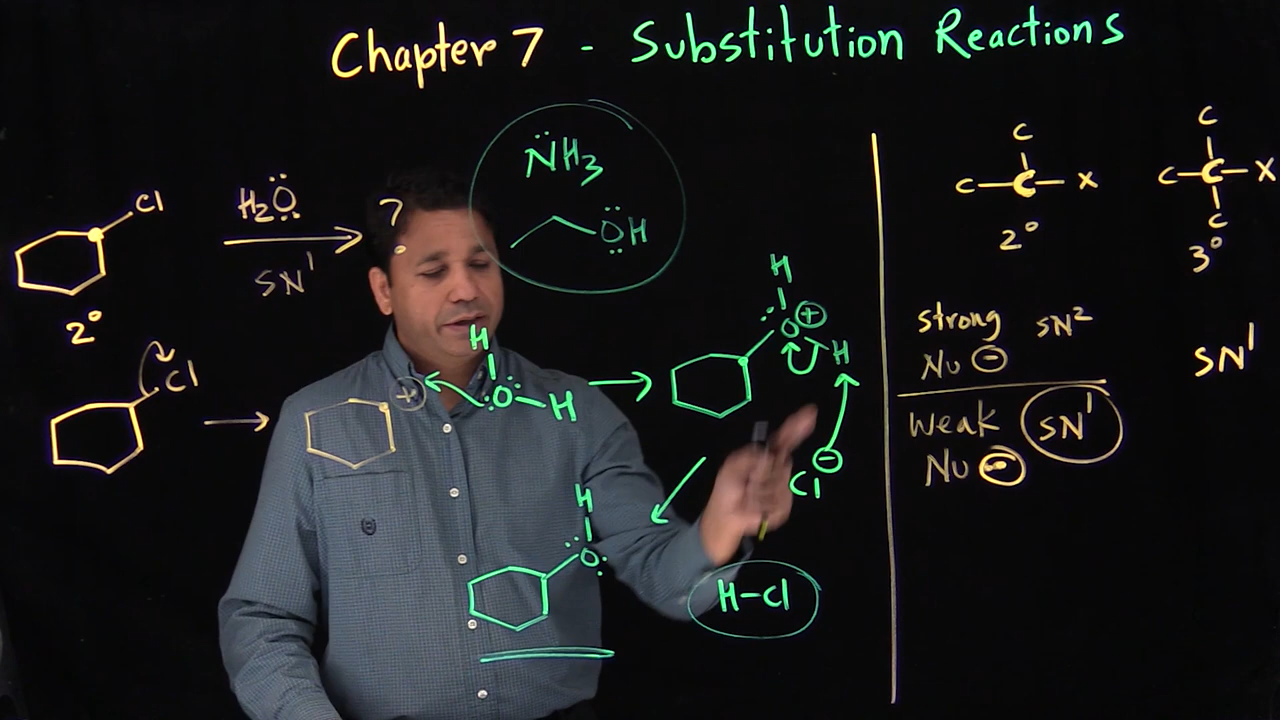 Chapter 7 - Substitution Reactions
Cl
H₂O
SN¹
?
2°
Cl
+
NH₃
OH
H
O
H
H
O
+
H
Cl
−
H
O
H-Cl
C
C-C-X
2°
C
C-C-X
C
3°
strong SN²
Nu −
SN¹
Weak SN¹
Nu −